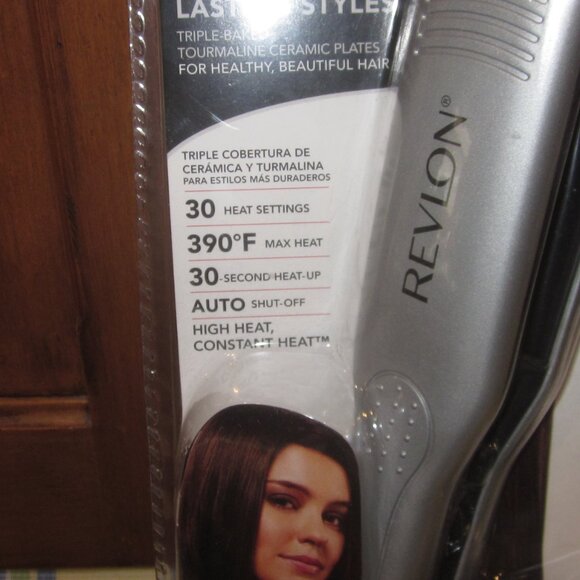 STYLES
TRIPLE-BAKED
TOURMALINE CERAMIC PLATES
FOR HEALTHY, BEAUTIFUL HAIR
TRIPLE COBERTURA DE
CERÁMICA Y TURMALINA
PARA ESTILOS MÁS DURADEROS
30 HEAT SETTINGS
390°F MAX HEAT
30-SECOND HEAT-UP
AUTO SHUT-OFF
HIGH HEAT,
CONSTANT HEAT™
REVLON®